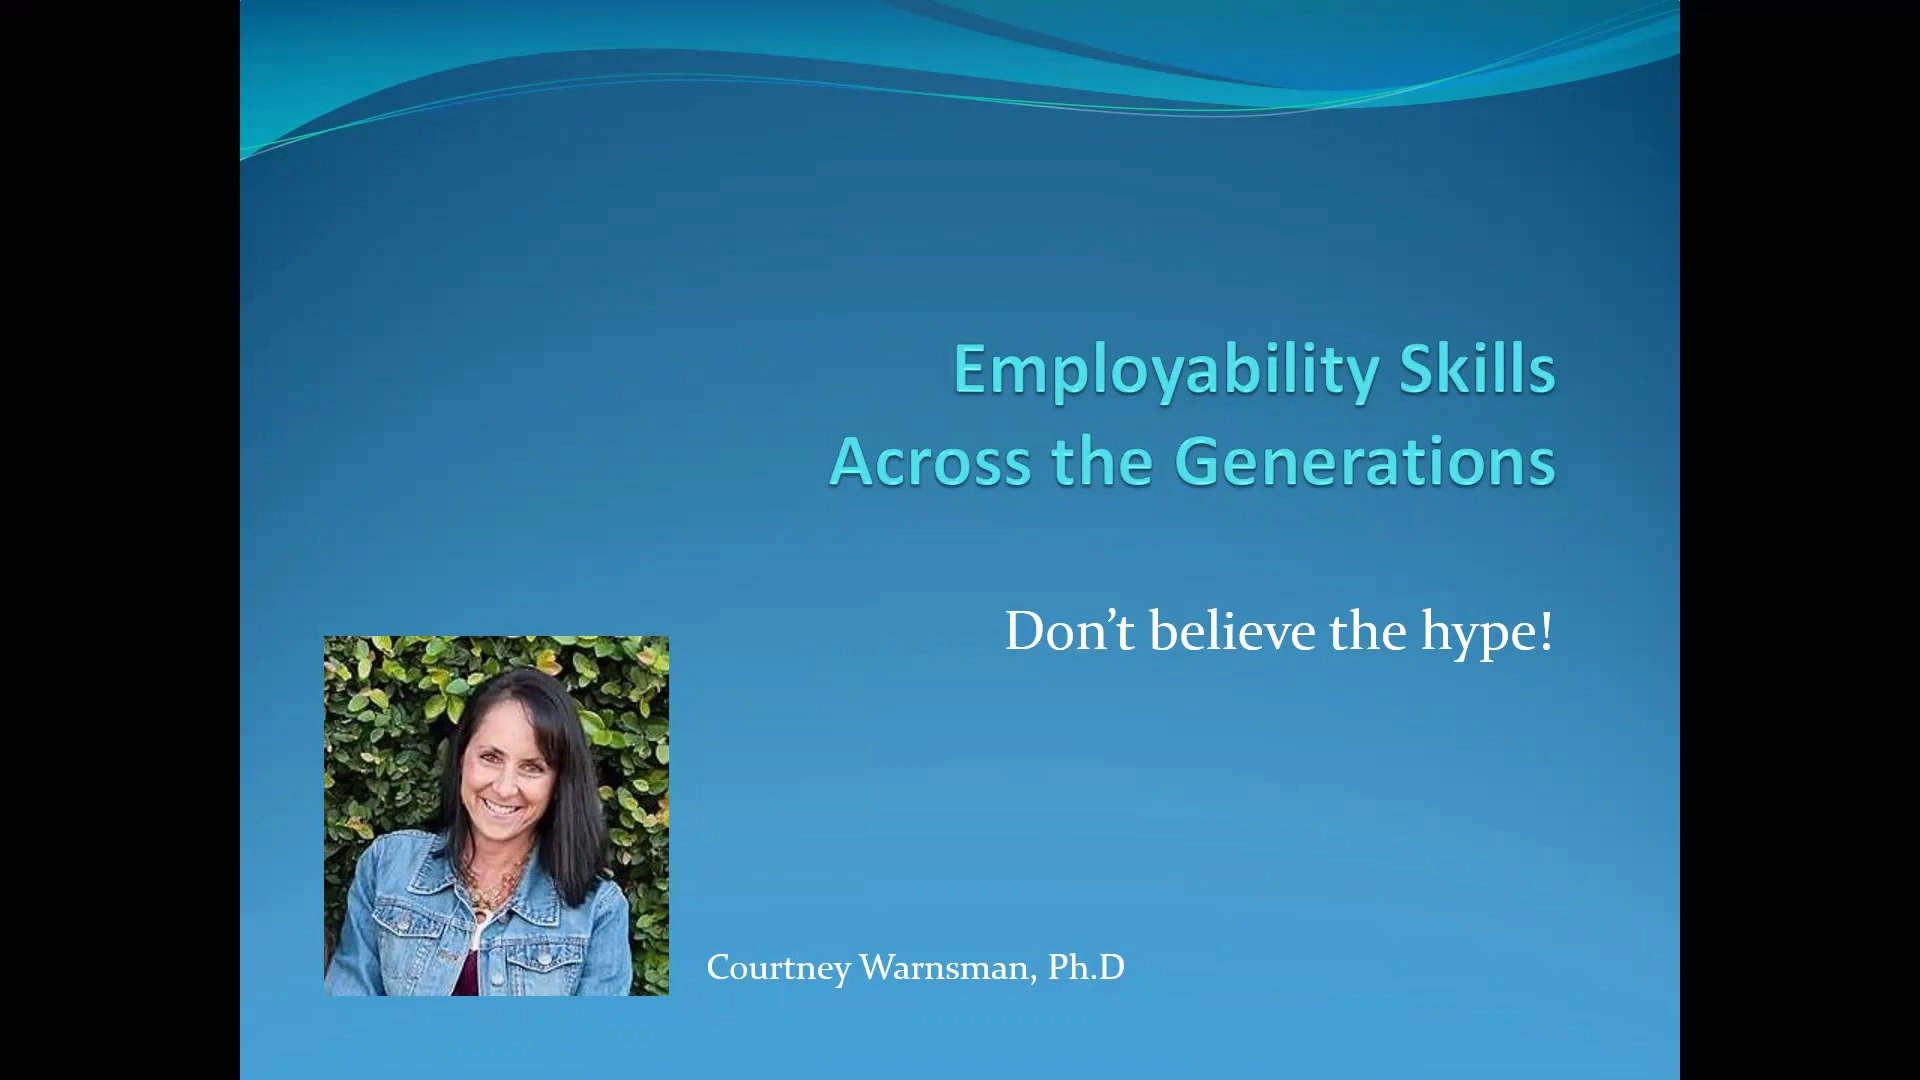 Employability Skills
Across the Generations
Don’t believe the hype!
Courtney Warnsman, Ph.D